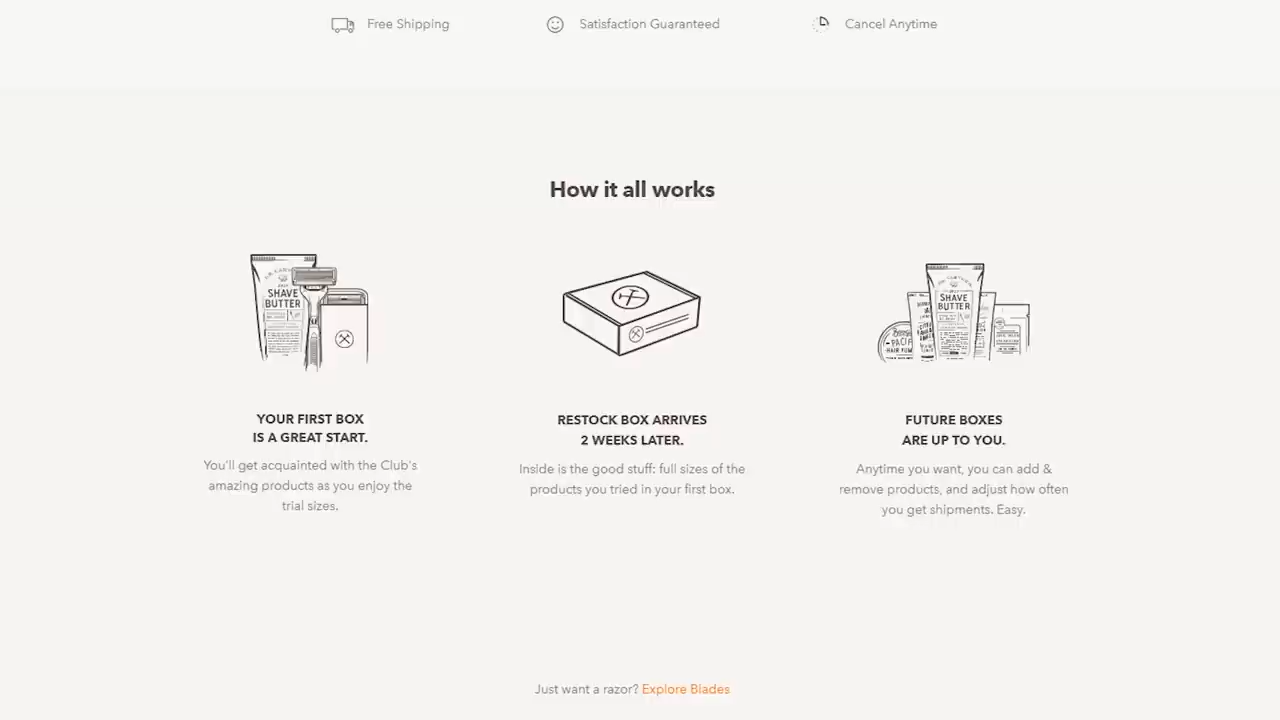 Free Shipping
Satisfaction Guaranteed
Cancel Anytime
How it all works
SHAVE
BUTTER
SHAVE
BUTTER
YOUR FIRST BOX
IS A GREAT START.
You'll get acquainted with the Club's
amazing products as you enjoy the
trial sizes.
RESTOCK BOX ARRIVES
2 WEEKS LATER.
Inside is the good stuff: full sizes of the
products you tried in your first box.
FUTURE BOXES
ARE UP TO YOU.
Anytime you want, you can add &
remove products, and adjust how often
you get shipments. Easy.
Just want a razor? Explore Blades